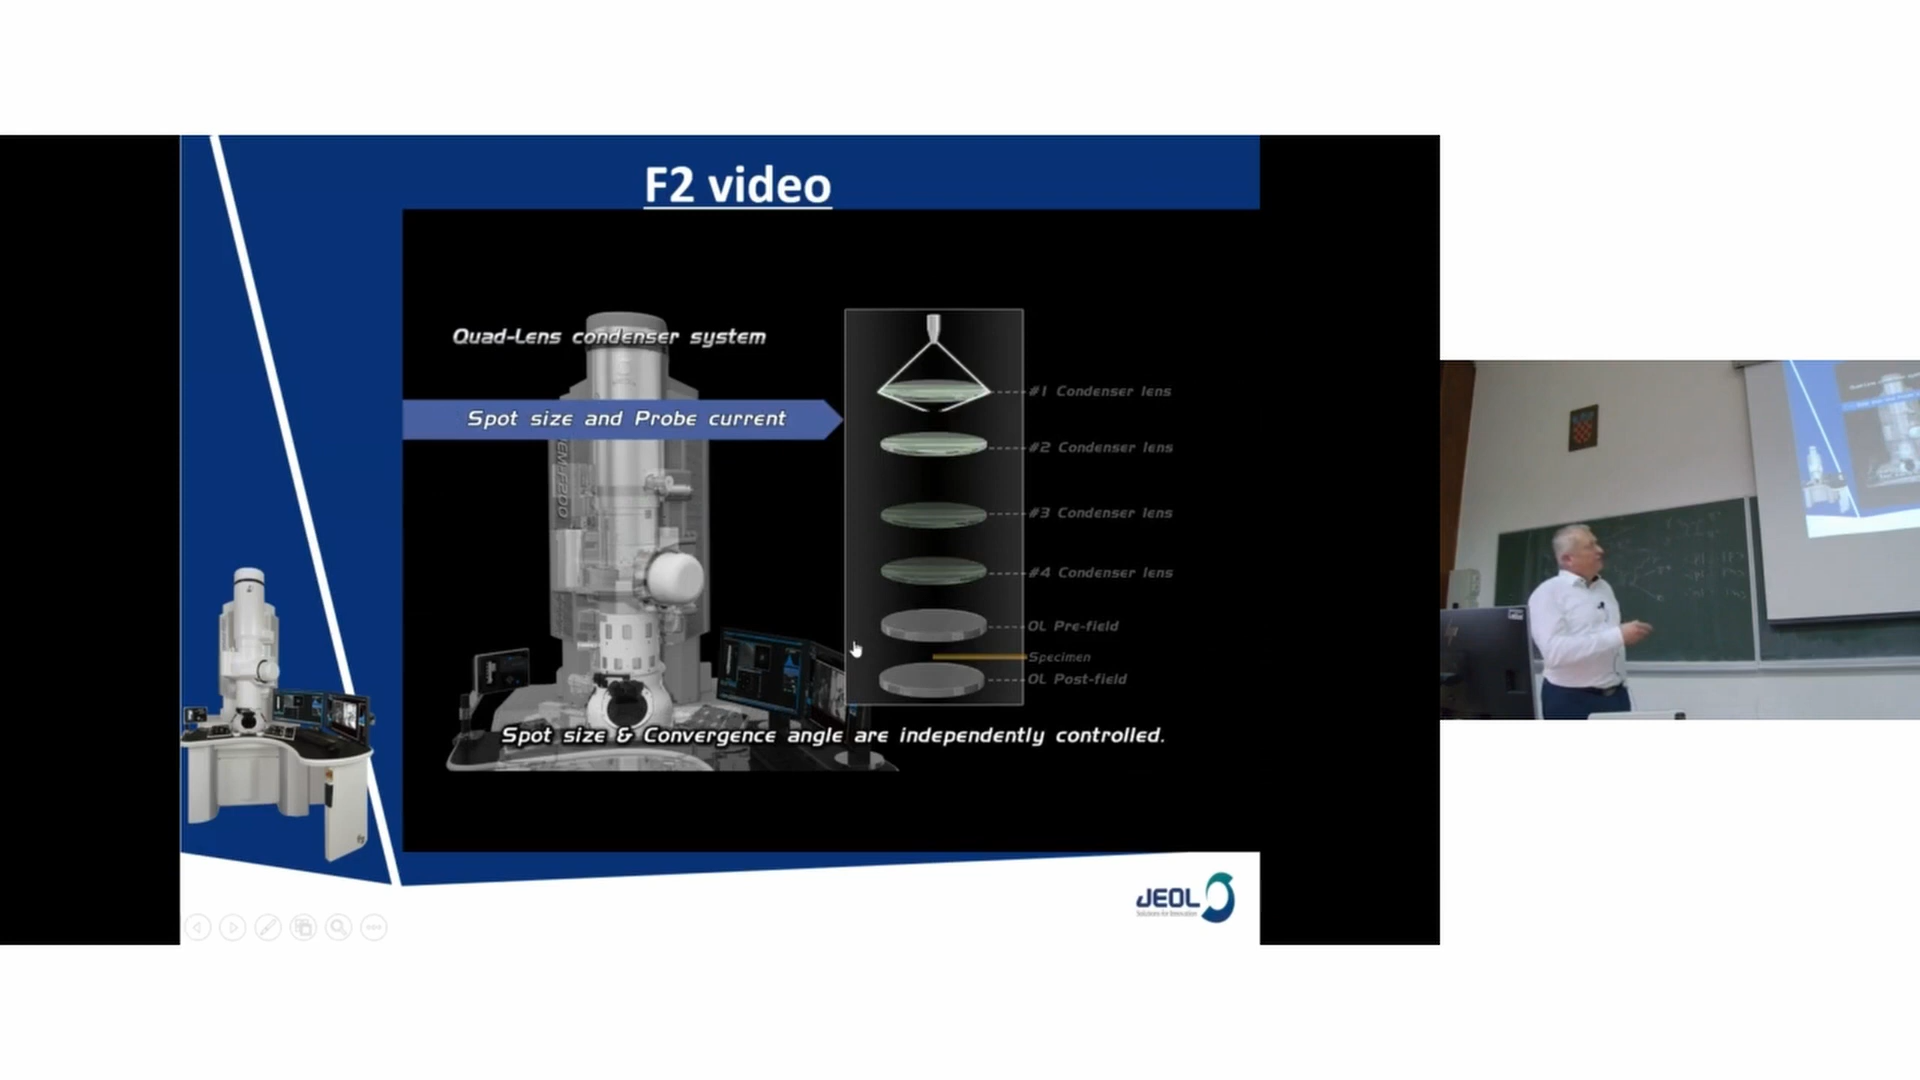 F2 video
Quad-Lens condenser system
Spot size and Probe current
#1 Condenser lens
#2 Condenser lens
#3 Condenser lens
#4 Condenser lens
OL Pre-field
Specimen
OL Post-field
JEM-F200
Spot size & Convergence angle are independently controlled.
JEOL
Solutions for Innovation